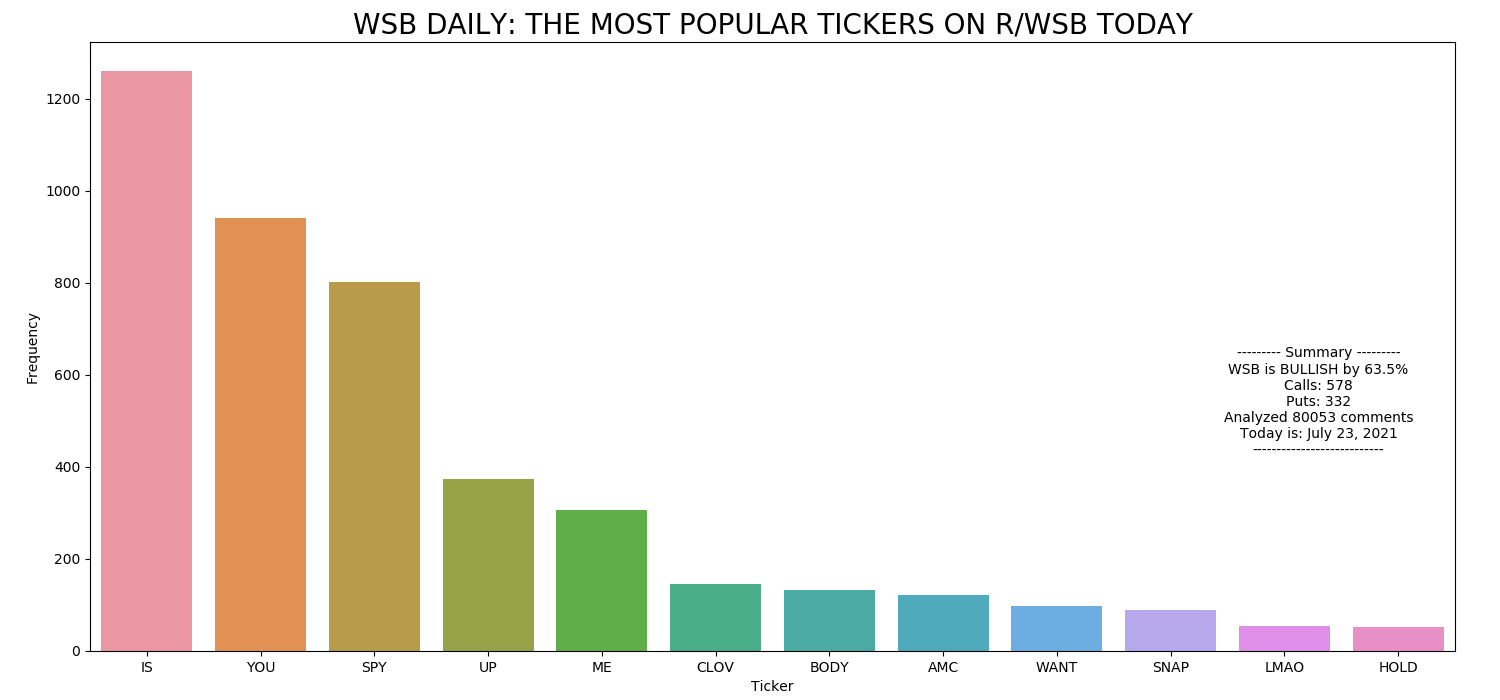 WSB DAILY: THE MOST POPULAR TICKERS ON R/WSB TODAY
1200
1000
800
600
400
200
0
Frequency
--------- Summary ---------
WSB is BULLISH by 63.5%
Calls: 578
Puts: 332
Analyzed 80053 comments
Today is: July 23, 2021
---------------------------
IS YOU SPY UP ME CLOV BODY AMC WANT SNAP LMAO HOLD
Ticker